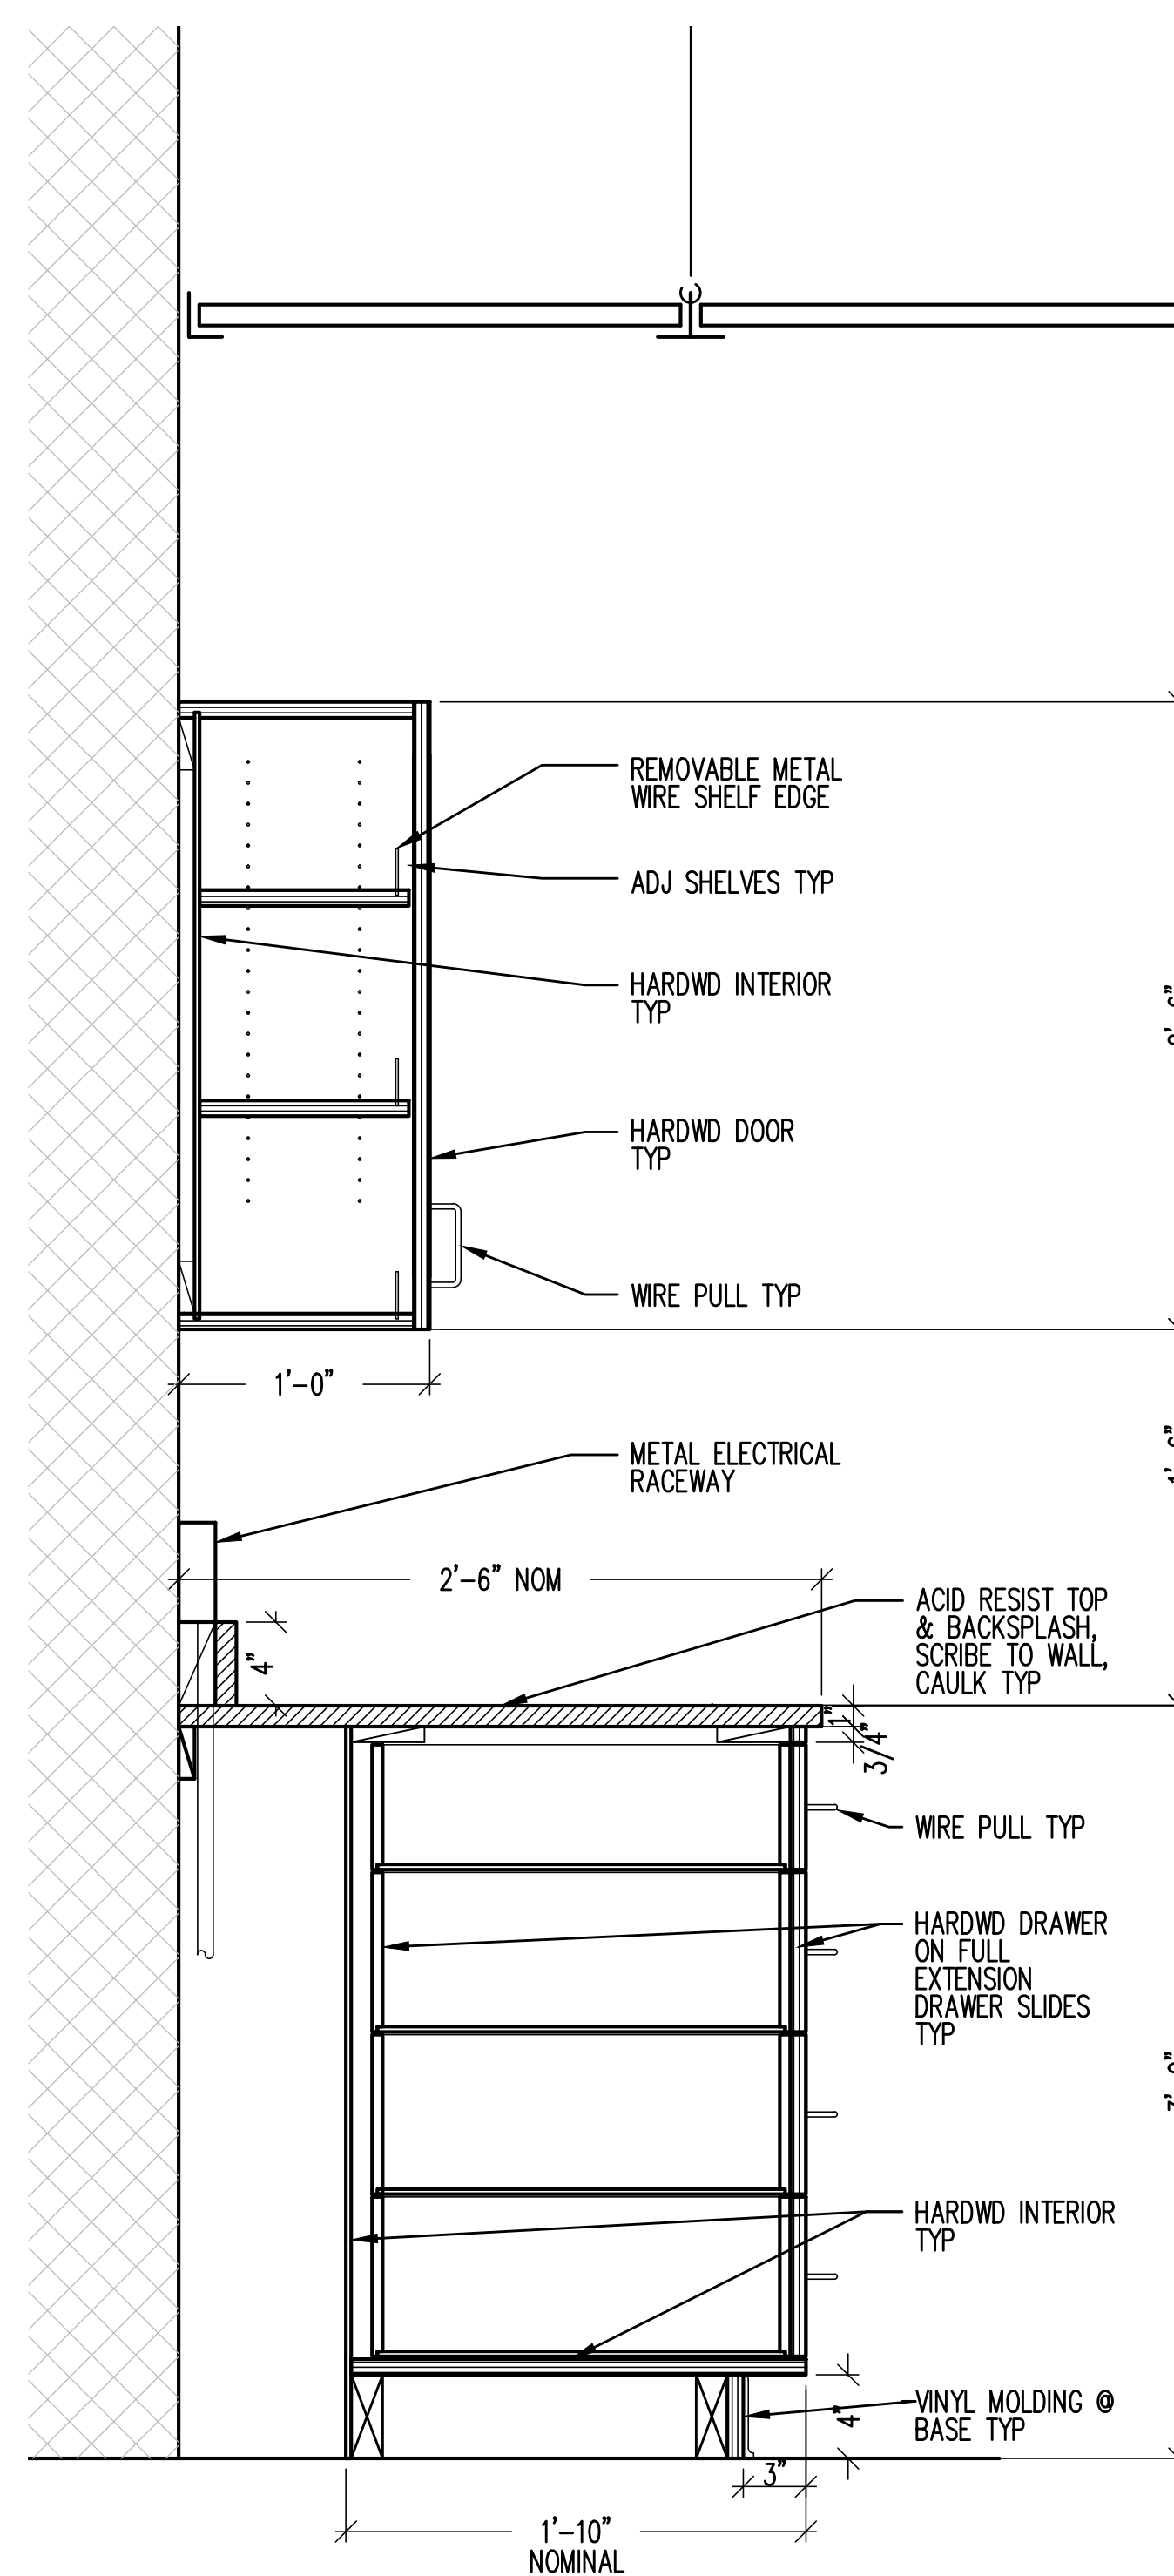 REMOVABLE METAL
WIRE SHELF EDGE
ADJ SHELVES TYP
HARDWD INTERIOR
TYP
HARDWD DOOR
TYP
WIRE PULL TYP
1'-0"
METAL ELECTRICAL
RACEWAY
2'-6" NOM
ACID RESIST TOP
& BACKSPLASH,
SCRIBE TO WALL,
CAULK TYP
4"
1"
3/4"
WIRE PULL TYP
HARDWD DRAWER
ON FULL
EXTENSION
DRAWER SLIDES
TYP
HARDWD INTERIOR
TYP
VINYL MOLDING @
BASE TYP
4"
3"
1'-10"
NOMINAL